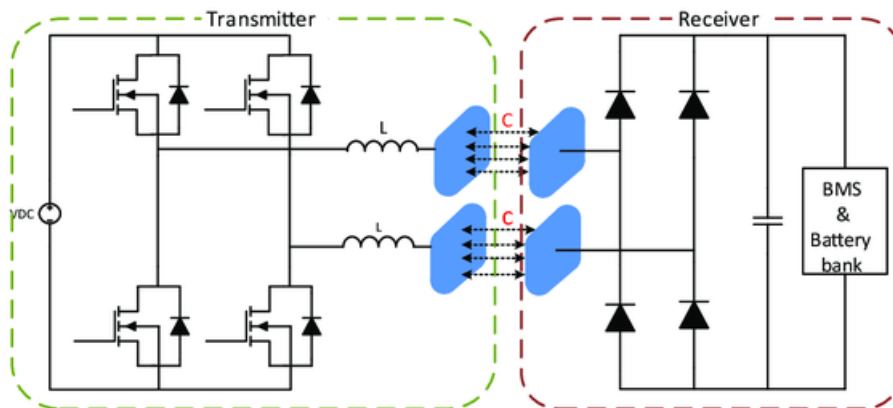 Transmitter
Receiver
L
C
VDC
L
C
BMS
&
Battery
bank